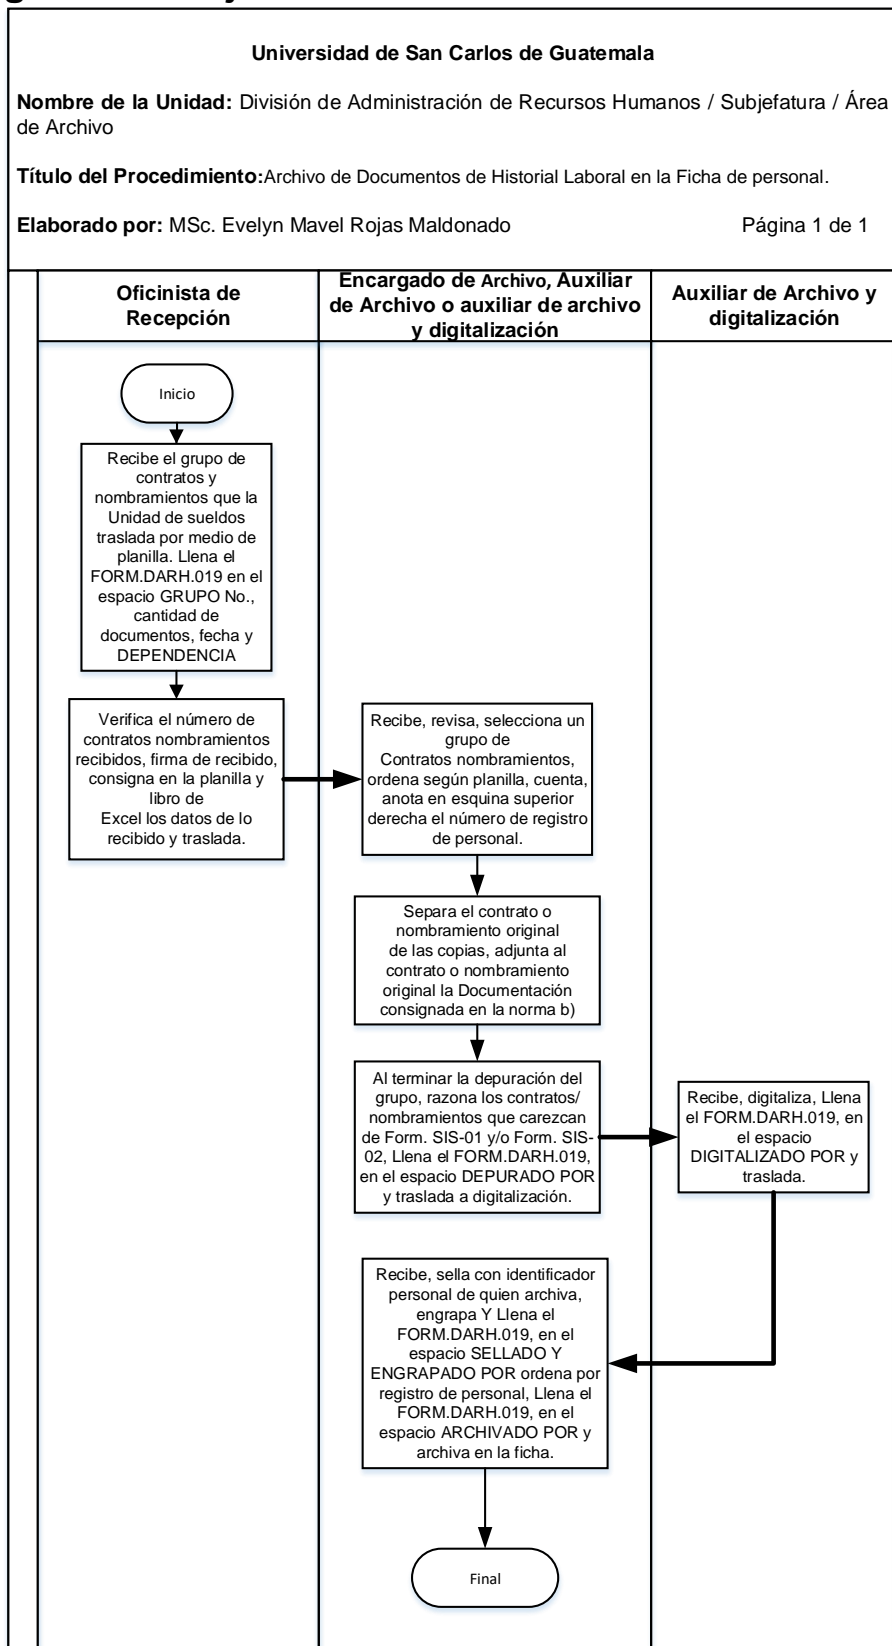 Universidad de San Carlos de Guatemala
Nombre de la Unidad: División de Administración de Recursos Humanos / Subjefatura / Área
de Archivo
Título del Procedimiento:Archivo de Documentos de Historial Laboral en la Ficha de personal.
Elaborado por: MSc. Evelyn Mavel Rojas Maldonado Página 1 de 1
Oficinista de
Recepción
Encargado de Archivo, Auxiliar
de Archivo o auxiliar de archivo
y digitalización
Auxiliar de Archivo y
digitalización
Inicio
Recibe el grupo de
contratos y
nombramientos que la
Unidad de sueldos
traslada por medio de
planilla. Llena el
FORM.DARH.019 en el
espacio GRUPO No.,
cantidad de
documentos, fecha y
DEPENDENCIA
Verifica el número de
contratos nombramientos
recibidos, firma de recibido,
consigna en la planilla y
libro de
Excel los datos de lo
recibido y traslada.
Recibe, revisa, selecciona un
grupo de
Contratos nombramientos,
ordena según planilla, cuenta,
anota en esquina superior
derecha el número de registro
de personal.
Separa el contrato o
nombramiento original
de las copias, adjunta al
contrato o nombramiento
original la Documentación
consignada en la norma b)
Al terminar la depuración del
grupo, razona los contratos/
nombramientos que carezcan
de Form. SIS-01 y/o Form. SIS-
02, Llena el FORM.DARH.019,
en el espacio DEPURADO POR
y traslada a digitalización.
Recibe, digitaliza, Llena
el FORM.DARH.019, en
el espacio
DIGITALIZADO POR y
traslada.
Recibe, sella con identificador
personal de quien archiva,
engrapa Y Llena el
FORM.DARH.019, en el
espacio SELLADO Y
ENGRAPADO POR ordena por
registro de personal, Llena el
FORM.DARH.019, en el
espacio ARCHIVADO POR y
archiva en la ficha.
Final